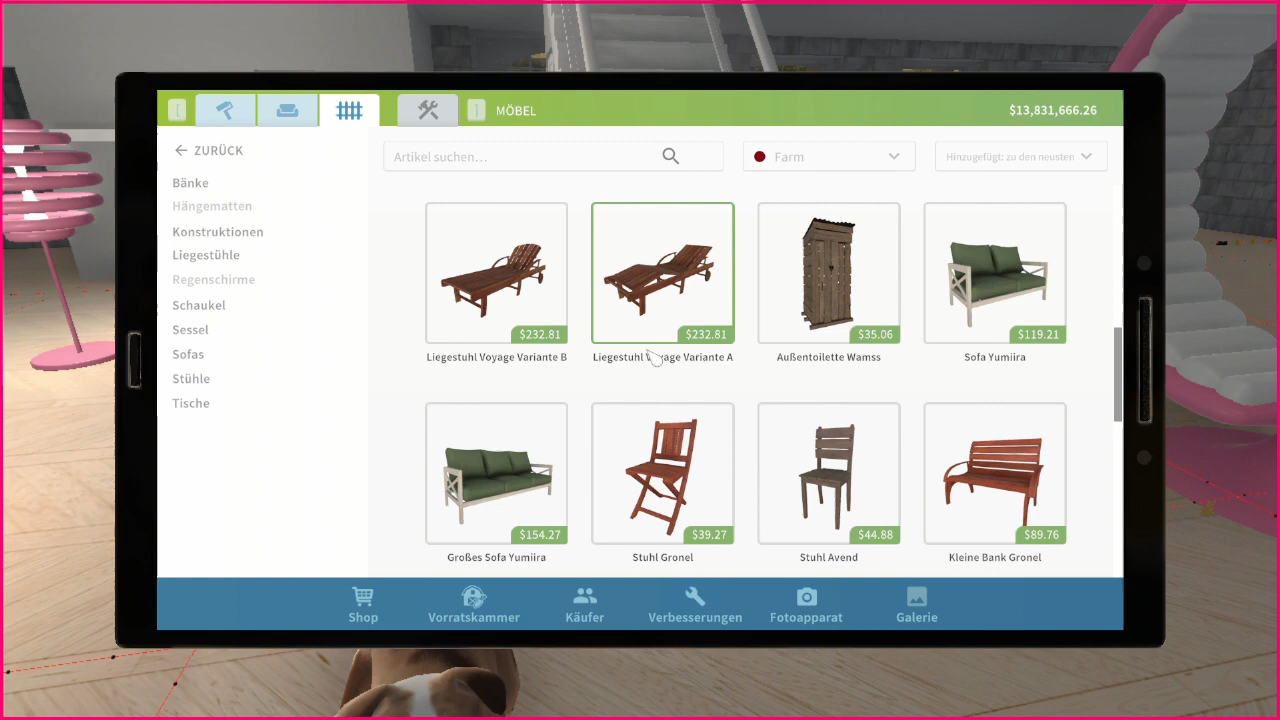 MÖBEL
$13,831,666.26
ZURÜCK
Artikel suchen...
Farm
Hinzugefügt: zu den neusten
Bänke
Hängematten
Konstruktionen
Liegestühle
Regenschirme
Schaukel
Sessel
Sofas
Stühle
Tische
$232.81
$232.81
$35.06
$119.21
Liegestuhl Voyage Variante B
Liegestuhl Voyage Variante A
Außentoilette Wamss
Sofa Yumiira
$154.27
$39.27
$44.88
$89.76
Großes Sofa Yumiira
Stuhl Gronel
Stuhl Avend
Kleine Bank Gronel
Shop
Vorratskammer
Käufer
Verbesserungen
Fotoapparat
Galerie